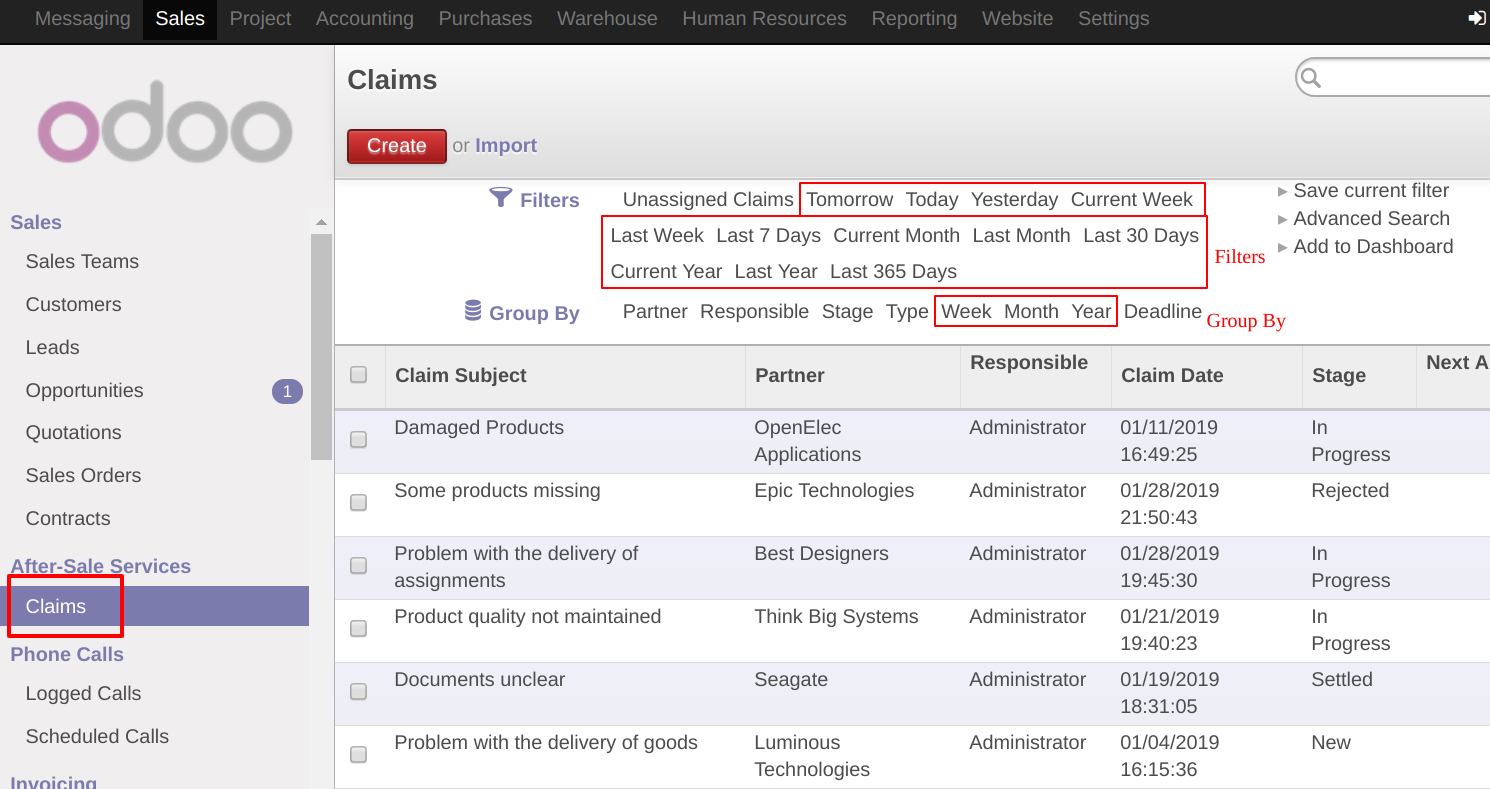 Messaging Sales Project Accounting Purchases Warehouse Human Resources Reporting Website Settings
odoo
Sales
Sales Teams
Customers
Leads
Opportunities 1
Quotations
Sales Orders
Contracts
After-Sale Services
Claims
Phone Calls
Logged Calls
Scheduled Calls
Invoicing
Claims
Create or Import
Filters Unassigned Claims Tomorrow Today Yesterday Current Week
Last Week Last 7 Days Current Month Last Month Last 30 Days
Current Year Last Year Last 365 Days
Filters
Group By Partner Responsible Stage Type Week Month Year Deadline
Group By
Save current filter
Advanced Search
Add to Dashboard
Claim Subject Partner Responsible Claim Date Stage Next A
Damaged Products OpenElec Administrator 01/11/2019 In
Applications 16:49:25 Progress
Some products missing Epic Technologies Administrator 01/28/2019 Rejected
21:50:43
Problem with the delivery of Best Designers Administrator 01/28/2019 In
assignments 19:45:30 Progress
Product quality not maintained Think Big Systems Administrator 01/21/2019 In
19:40:23 Progress
Documents unclear Seagate Administrator 01/19/2019 Settled
18:31:05
Problem with the delivery of goods Luminous Administrator 01/04/2019 New
Technologies 16:15:36